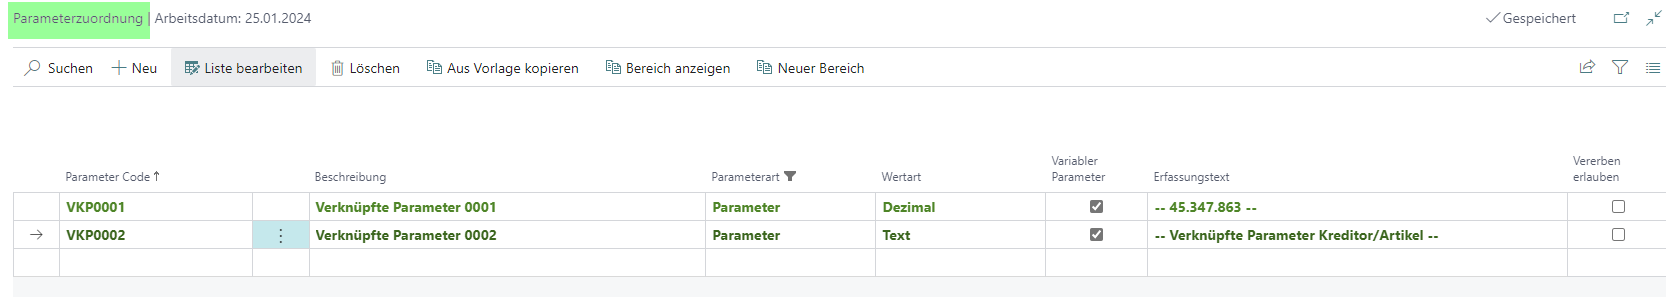 Parameterzuordnung | Arbeitsdatum: 25.01.2024 Gespeichert
Suchen Neu Liste bearbeiten Löschen Aus Vorlage kopieren Bereich anzeigen Neuer Bereich
Parameter Code ↑ Beschreibung Parameterart Wertart Variabler Parameter Erfassungstext Vererben erlauben
VKP0001 Verknüpfte Parameter 0001 Parameter Dezimal -- 45.347.863 --
VKP0002 Verknüpfte Parameter 0002 Parameter Text -- Verknüpfte Parameter Kreditor/Artikel --